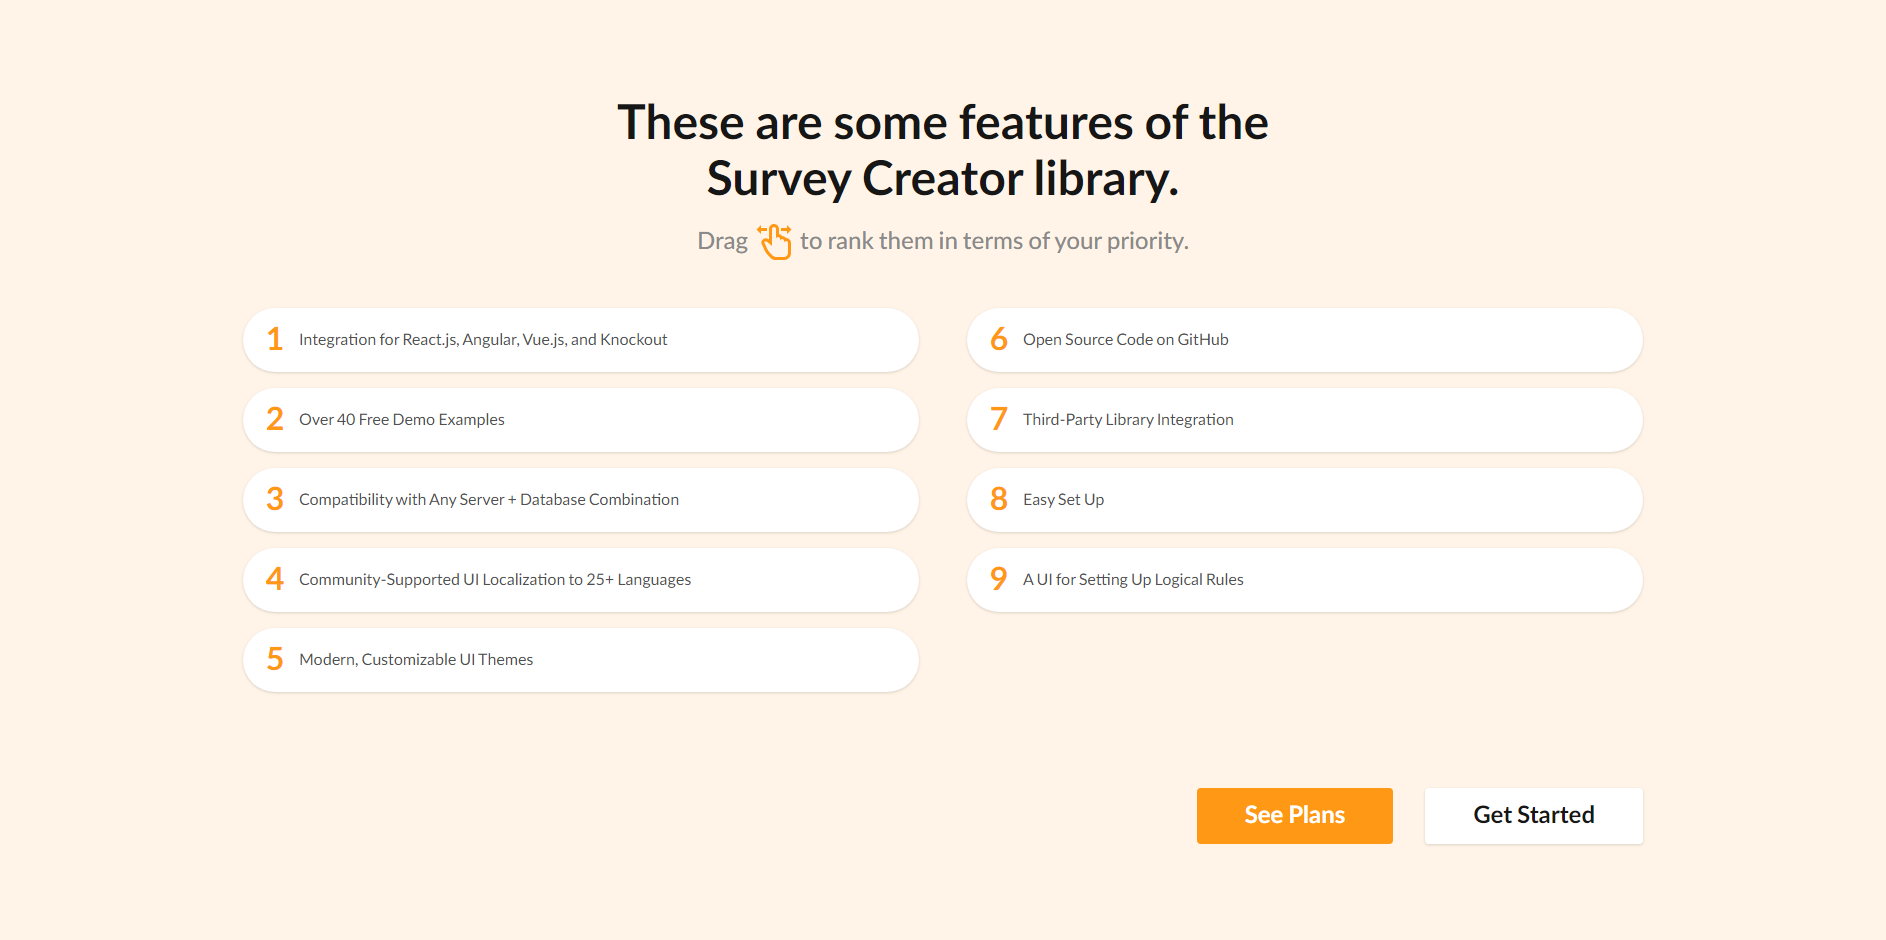 These are some features of the
Survey Creator library.
Drag to rank them in terms of your priority.
1 Integration for React.js, Angular, Vue.js, and Knockout
2 Over 40 Free Demo Examples
3 Compatibility with Any Server + Database Combination
4 Community-Supported UI Localization to 25+ Languages
5 Modern, Customizable UI Themes
6 Open Source Code on GitHub
7 Third-Party Library Integration
8 Easy Set Up
9 A UI for Setting Up Logical Rules
See Plans
Get Started